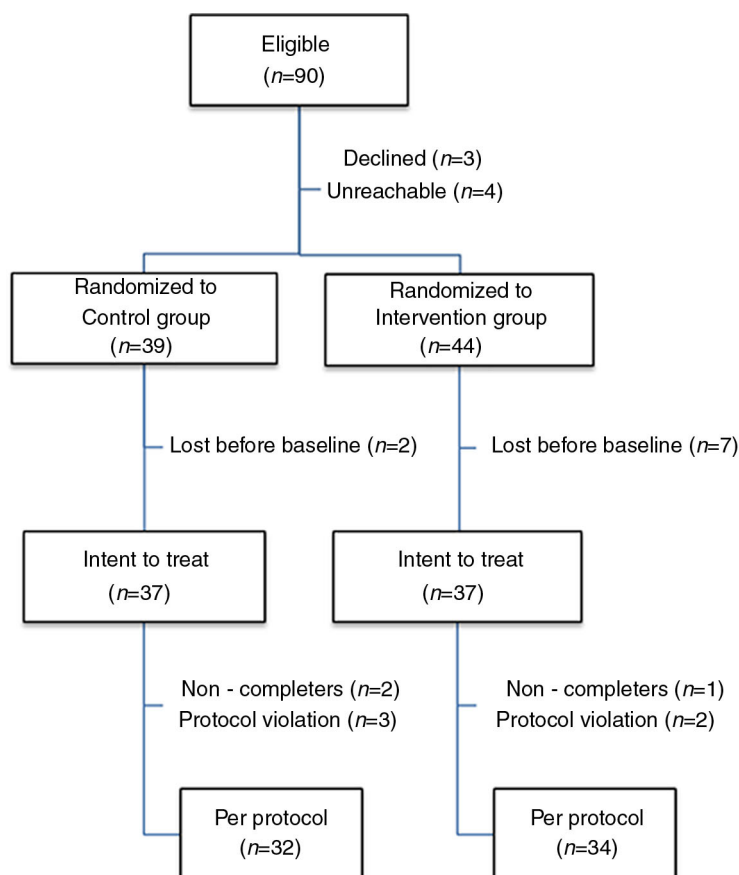 Eligible
(n=90)
Declined (n=3)
Unreachable (n=4)
Randomized to
Control group
(n=39)
Randomized to
Intervention group
(n=44)
Lost before baseline (n=2)
Lost before baseline (n=7)
Intent to treat
(n=37)
Intent to treat
(n=37)
Non - completers (n=2)
Protocol violation (n=3)
Non - completers (n=1)
Protocol violation (n=2)
Per protocol
(n=32)
Per protocol
(n=34)